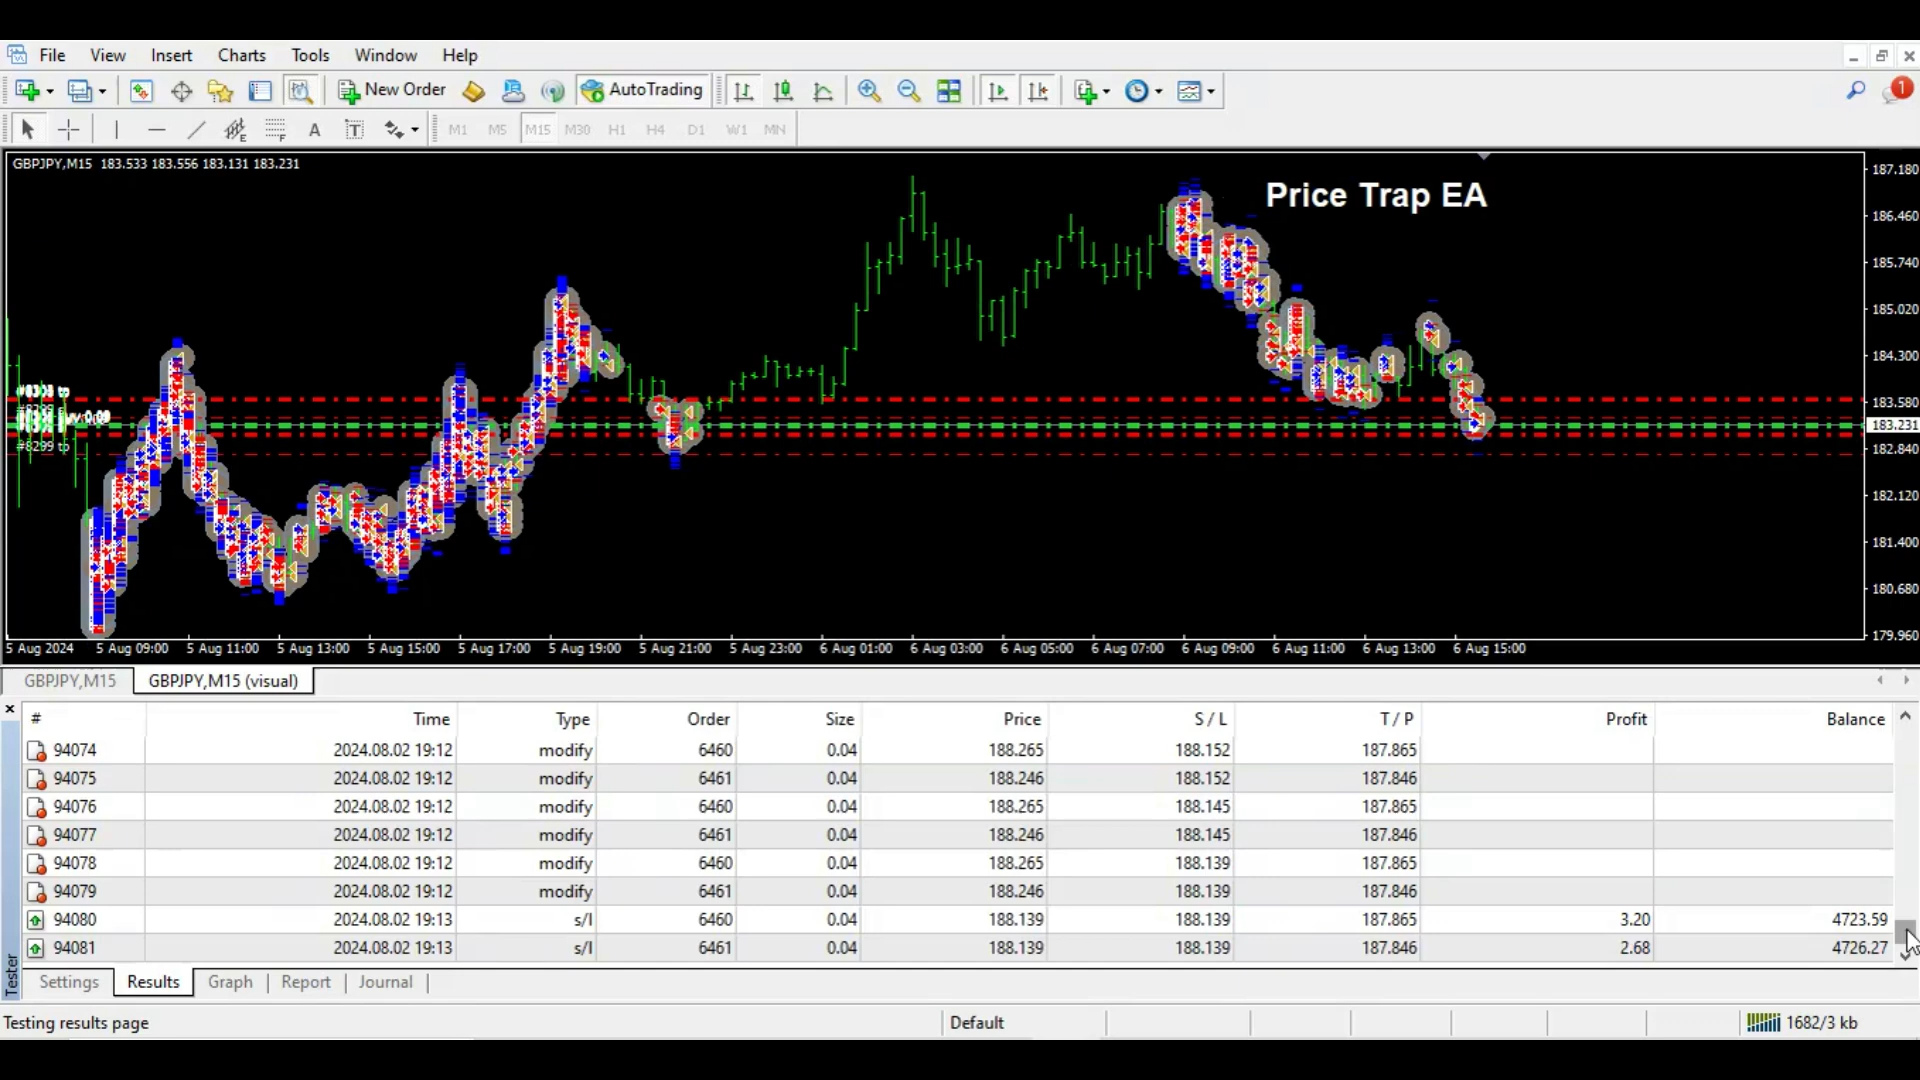 File View Insert Charts Tools Window Help
New Order AutoTrading 1
E F A T M1 M5 M15 M30 H1 H4 D1 W1 MN
GBPJPY,M15 183.533 183.556 183.131 183.231
Price Trap EA
187.180
186.460
185.740
185.020
184.300
183.580
183.231
182.840
182.120
181.400
180.680
179.960
#8299 tp
5 Aug 2024 5 Aug 09:00 5 Aug 11:00 5 Aug 13:00 5 Aug 15:00 5 Aug 17:00 5 Aug 19:00 5 Aug 21:00 5 Aug 23:00 6 Aug 01:00 6 Aug 03:00 6 Aug 05:00 6 Aug 07:00 6 Aug 09:00 6 Aug 11:00 6 Aug 13:00 6 Aug 15:00
GBPJPY,M15 GBPJPY,M15 (visual)
# Time Type Order Size Price S / L T / P Profit Balance
94074 2024.08.02 19:12 modify 6460 0.04 188.265 188.152 187.865
94075 2024.08.02 19:12 modify 6461 0.04 188.246 188.152 187.846
94076 2024.08.02 19:12 modify 6460 0.04 188.265 188.145 187.865
94077 2024.08.02 19:12 modify 6461 0.04 188.246 188.145 187.846
94078 2024.08.02 19:12 modify 6460 0.04 188.265 188.139 187.865
94079 2024.08.02 19:12 modify 6461 0.04 188.246 188.139 187.846
94080 2024.08.02 19:13 s/l 6460 0.04 188.139 188.139 187.865 3.20 4723.59
94081 2024.08.02 19:13 s/l 6461 0.04 188.139 188.139 187.846 2.68 4726.27
Tester
Settings Results Graph Report Journal
Testing results page Default 1682/3 kb